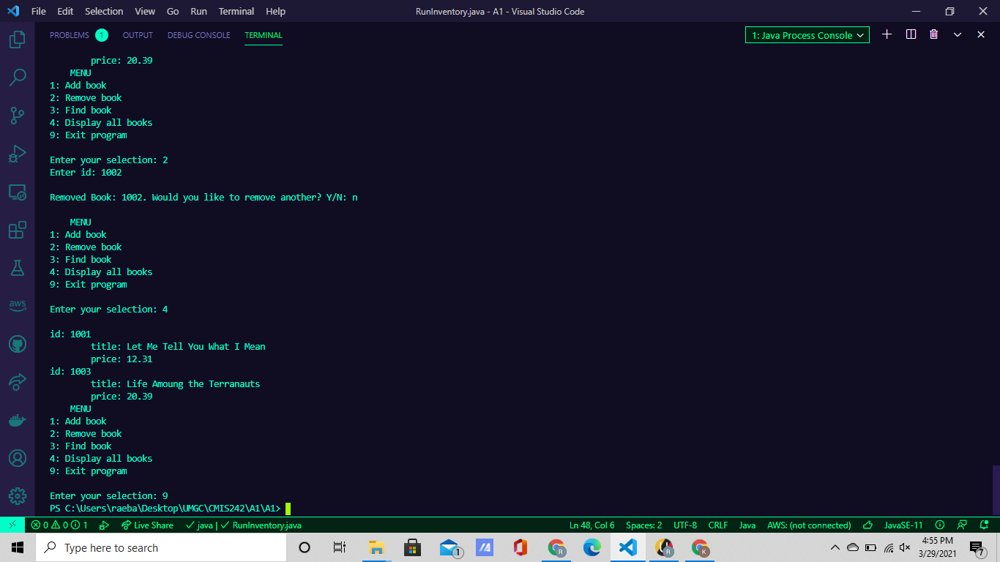 File Edit Selection View Go Run Terminal Help RunInventory.java - A1 - Visual Studio Code
PROBLEMS 1 OUTPUT DEBUG CONSOLE TERMINAL 1: Java Process Console
price: 20.39
MENU
1: Add book
2: Remove book
3: Find book
4: Display all books
9: Exit program
Enter your selection: 2
Enter id: 1002
Removed Book: 1002. Would you like to remove another? Y/N: n
MENU
1: Add book
2: Remove book
3: Find book
4: Display all books
9: Exit program
Enter your selection: 4
id: 1001
title: Let Me Tell You What I Mean
price: 12.31
id: 1003
title: Life Amoung the Terranauts
price: 20.39
MENU
1: Add book
2: Remove book
3: Find book
4: Display all books
9: Exit program
Enter your selection: 9
PS C:\Users\raeba\Desktop\UMGC\CMIS242\A1\A1>
aws
0 0 1 Live Share java | RunInventory.java Ln 48, Col 6 Spaces: 2 UTF-8 CRLF Java AWS: (not connected) JavaSE-11
Type here to search 1 R R K 4:55 PM 7
3/29/2021